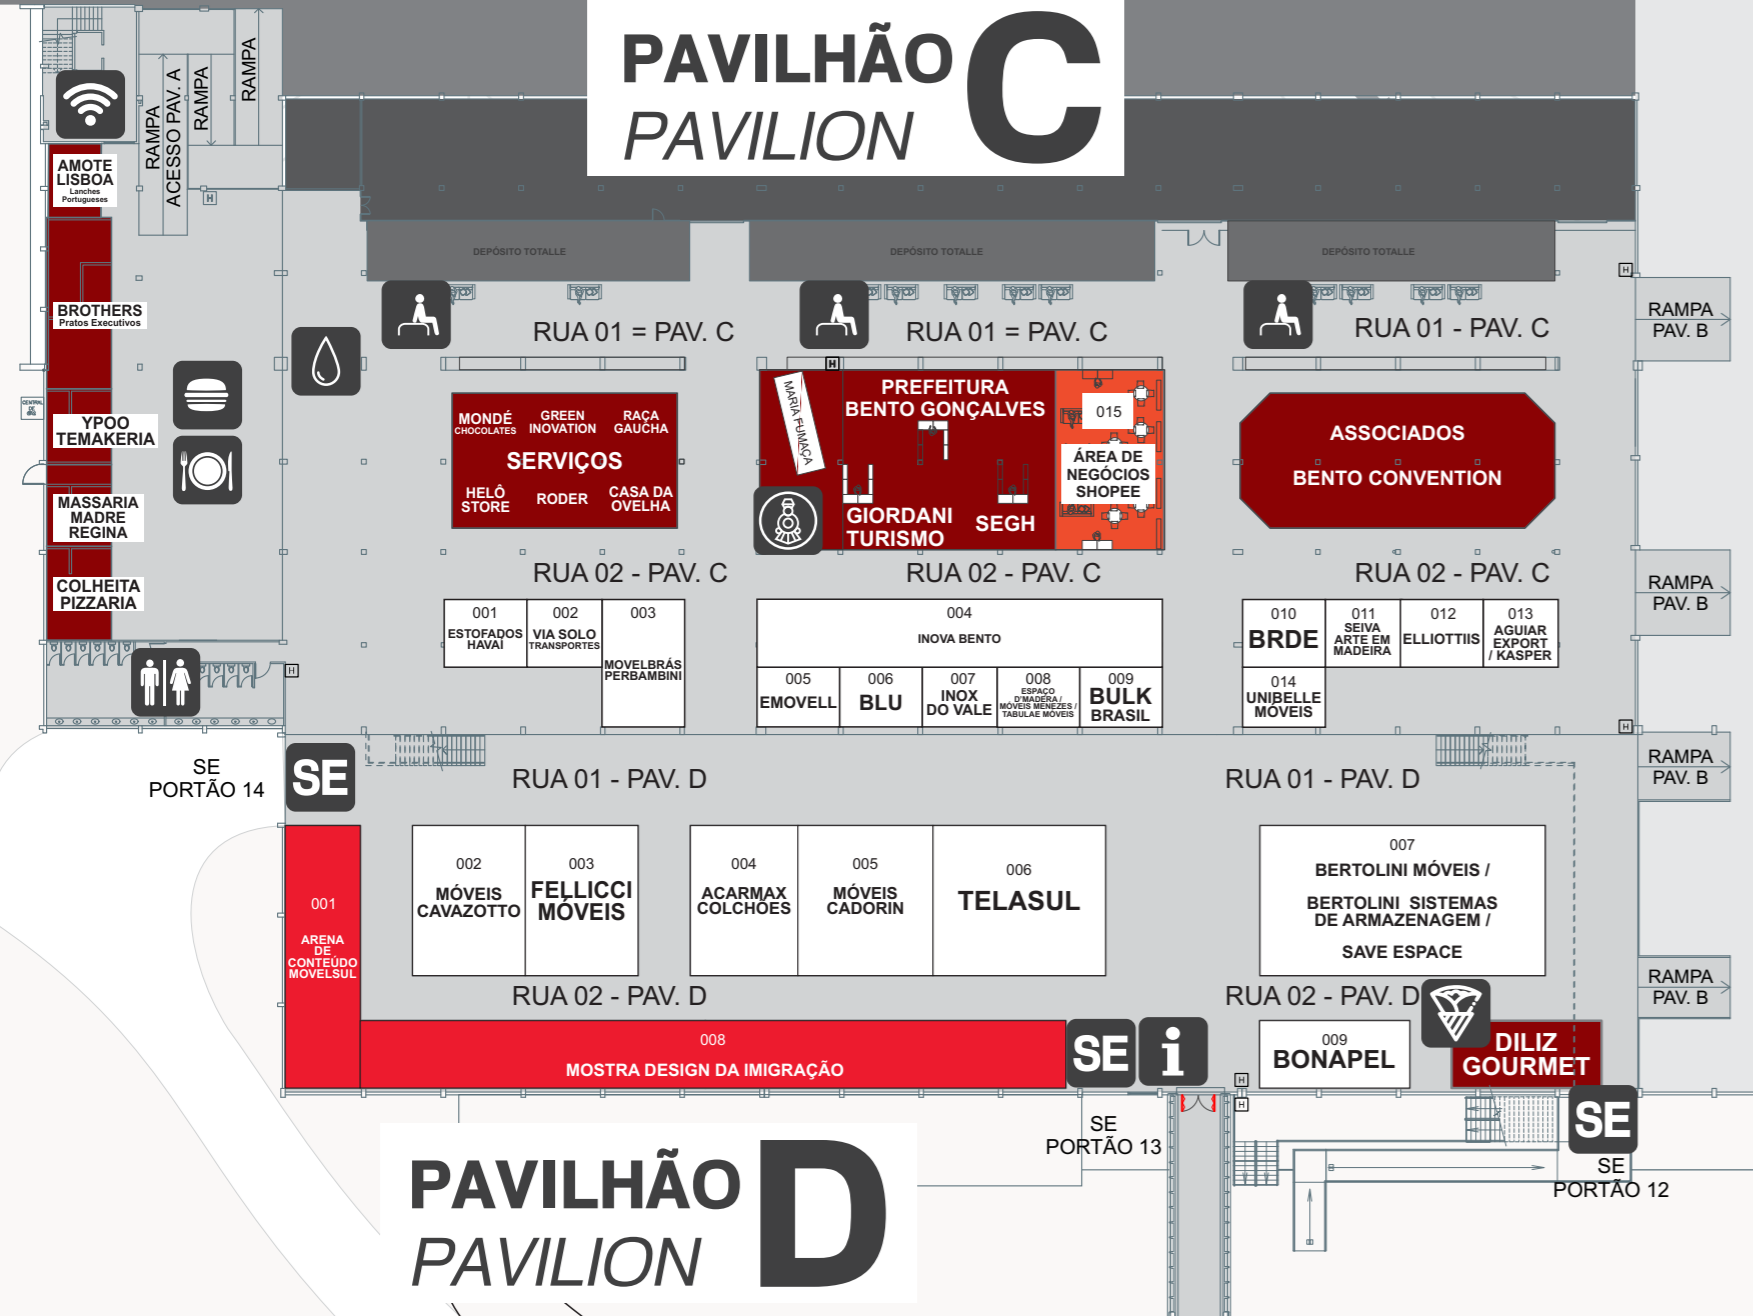 PAVILHÃO
PAVILION
C
RAMPA
ACESSO PAV. A
RAMPA
RAMPA
AMOTE
LISBOA
Lanches
Portugueses
H
DEPÓSITO TOTALLE
DEPÓSITO TOTALLE
DEPÓSITO TOTALLE
H
BROTHERS
Pratos Executivos
RUA 01 = PAV. C
RUA 01 = PAV. C
RUA 01 - PAV. C
RAMPA
PAV. B
H
CENTRAL
DE
GÁS
YPOO
TEMAKERIA
MASSARIA
MADRE
REGINA
COLHEITA
PIZZARIA
MONDÉ
CHOCOLATES
GREEN
INOVATION
RAÇA
GAUCHA
SERVIÇOS
HELÔ
STORE
RODER
CASA DA
OVELHA
MARIA FUMAÇA
PREFEITURA
BENTO GONÇALVES
GIORDANI
TURISMO
SEGH
015
ÁREA DE
NEGÓCIOS
SHOPEE
ASSOCIADOS
BENTO CONVENTION
RUA 02 - PAV. C
RUA 02 - PAV. C
RUA 02 - PAV. C
RAMPA
PAV. B
001
ESTOFADOS
HAVAÍ
002
VIA SOLO
TRANSPORTES
003
MOVELBRÁS
PERBAMBINI
004
INOVA BENTO
005
EMOVELL
006
BLU
007
INOX
DO VALE
008
ESPAÇO
D'MADERA /
MÓVEIS MENEZES /
TABULAE MÓVEIS
009
BULK
BRASIL
010
BRDE
011
SEIVA
ARTE EM
MADEIRA
012
ELLIOTTIIS
013
AGUIAR
EXPORT
/ KASPER
014
UNIBELLE
MÓVEIS
H
H
SE
PORTÃO 14
SE
RUA 01 - PAV. D
RUA 01 - PAV. D
RAMPA
PAV. B
001
ARENA
DE
CONTEÚDO
MOVELSUL
002
MÓVEIS
CAVAZOTTO
003
FELLICCI
MÓVEIS
004
ACARMAX
COLCHÕES
005
MÓVEIS
CADORIN
006
TELASUL
007
BERTOLINI MÓVEIS /
BERTOLINI SISTEMAS
DE ARMAZENAGEM /
SAVE ESPACE
RUA 02 - PAV. D
RUA 02 - PAV. D
RAMPA
PAV. B
008
MOSTRA DESIGN DA IMIGRAÇÃO
SE
i
009
BONAPEL
DILIZ
GOURMET
H
H
SE
PORTÃO 13
SE
SE
PORTÃO 12
PAVILHÃO
PAVILION
D